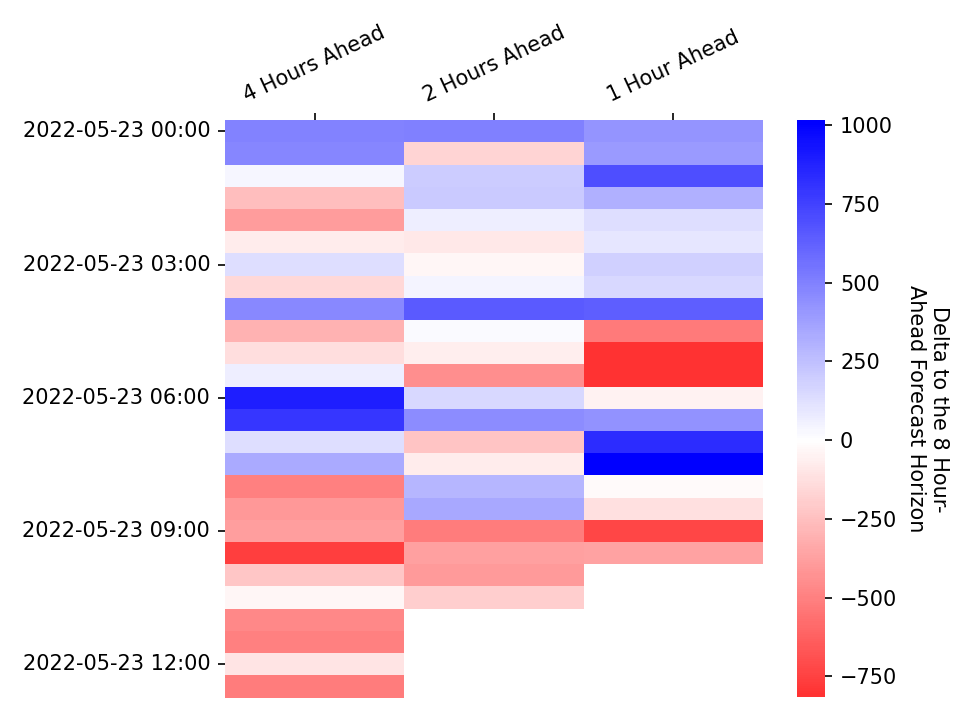 4 Hours Ahead
2 Hours Ahead
1 Hour Ahead
2022-05-23 00:00
2022-05-23 03:00
2022-05-23 06:00
2022-05-23 09:00
2022-05-23 12:00
1000
750
500
250
0
−250
−500
−750
Delta to the 8 Hour-
Ahead Forecast Horizon